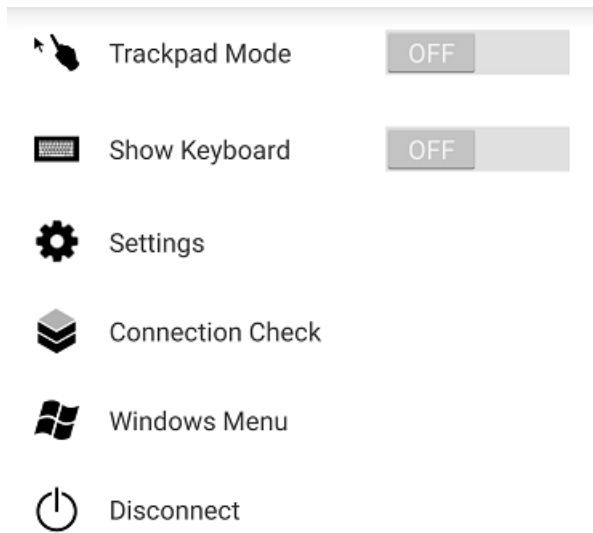 Trackpad Mode OFF
Show Keyboard OFF
Settings
Connection Check
Windows Menu
Disconnect